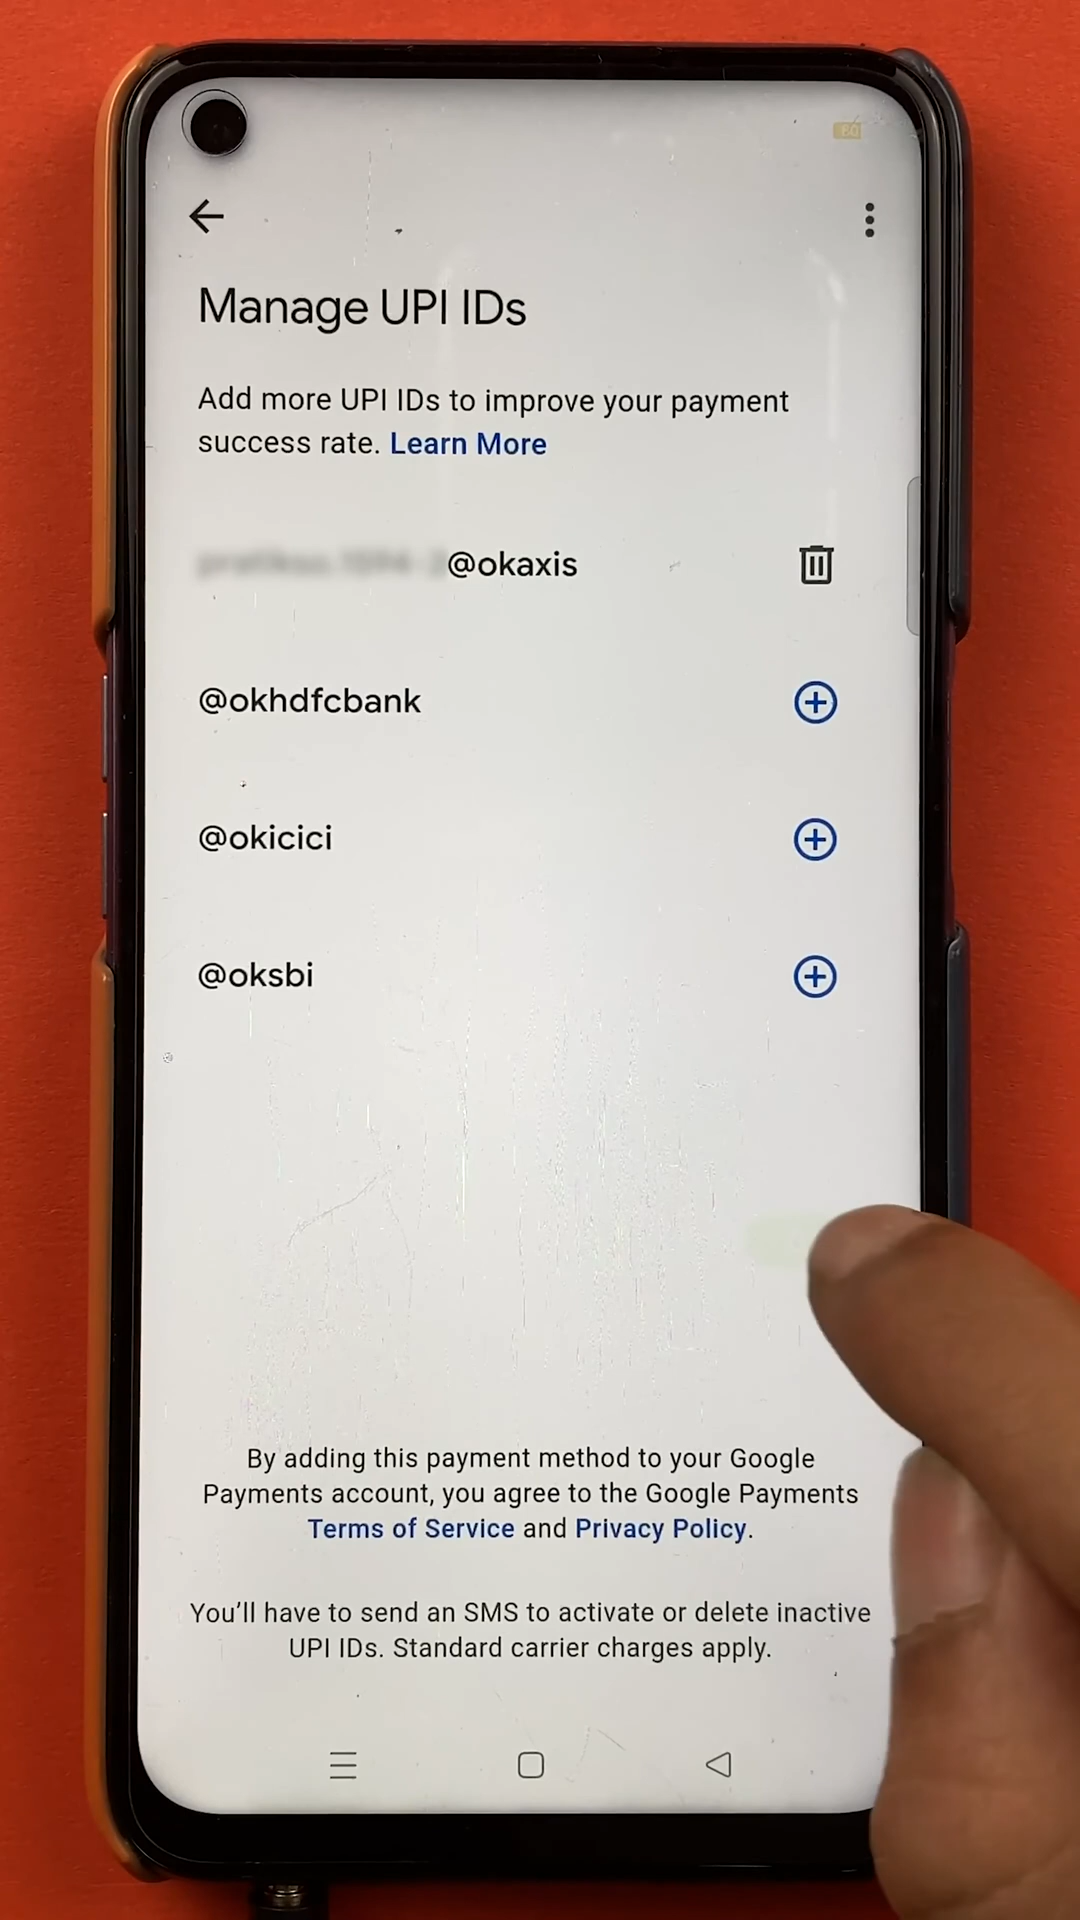 60
Manage UPI IDs
Add more UPI IDs to improve your payment
success rate. Learn More
@okaxis
@okhdfcbank
@okicici
@oksbi
By adding this payment method to your Google
Payments account, you agree to the Google Payments
Terms of Service and Privacy Policy.
You'll have to send an SMS to activate or delete inactive
UPI IDs. Standard carrier charges apply.